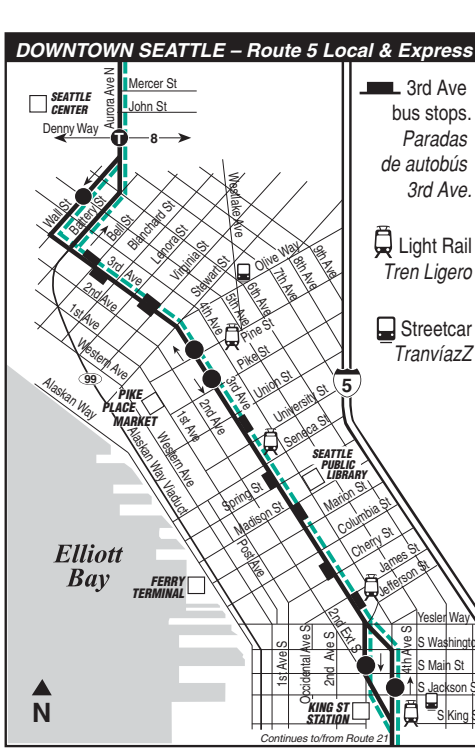 DOWNTOWN SEATTLE – Route 5 Local & Express
Aurora Ave N
Mercer St
SEATTLE
CENTER
John St
Denny Way
T
8
3rd Ave
bus stops.
Paradas
de autobús
3rd Ave.
Light Rail
Tren Ligero
Streetcar
TranvíazZ
Wall St
Battery St
Bell St
Blanchard St
Lenora St
Virginia St
Stewart St
Westlake Ave
Olive Way
9th Ave
8th Ave
7th Ave
6th Ave
5th Ave
4th Ave
3rd Ave
2nd Ave
1st Ave
Western Ave
Alaskan Way
99
PIKE
PLACE
MARKET
Pine St
Pike St
Union St
University St
Seneca St
5
3rd Ave
2nd Ave
1st Ave
Western Ave
Alaskan Way Viaduct
SEATTLE
PUBLIC
LIBRARY
Spring St
Madison St
Marion St
Columbia St
Cherry St
James St
Jefferson St
Post Ave
Elliott
Bay
FERRY
TERMINAL
Yesler Way
2nd Ext S
1st Ave S
Occidental Ave S
2nd Ave S
4th Ave S
S Washingto
S Main St
S Jackson S
S King S
KING ST
STATION
N
Continues to/from Route 21